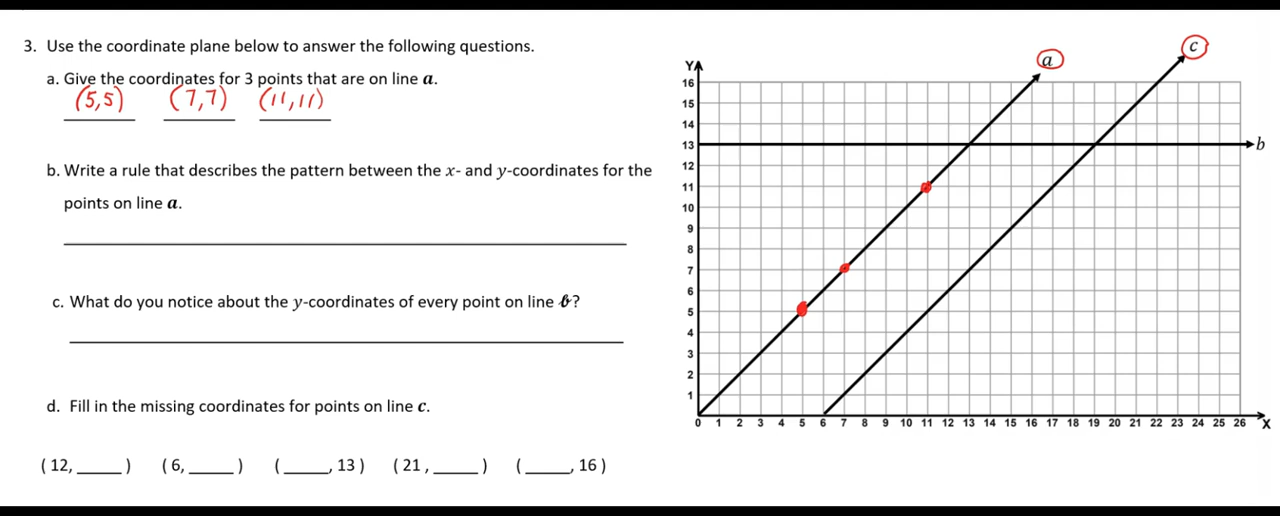 3. Use the coordinate plane below to answer the following questions.
a. Give the coordinates for 3 points that are on line a.
(5,5) (7,7) (11,11)
b. Write a rule that describes the pattern between the x- and y-coordinates for the
points on line a.
c. What do you notice about the y-coordinates of every point on line b?
d. Fill in the missing coordinates for points on line c.
(12, _____) (6, _____) (_____, 13) (21, _____) (_____, 16)
Y
a
c
16
15
14
13
b
12
11
10
9
8
7
6
5
4
3
2
1
0 1 2 3 4 5 6 7 8 9 10 11 12 13 14 15 16 17 18 19 20 21 22 23 24 25 26 X